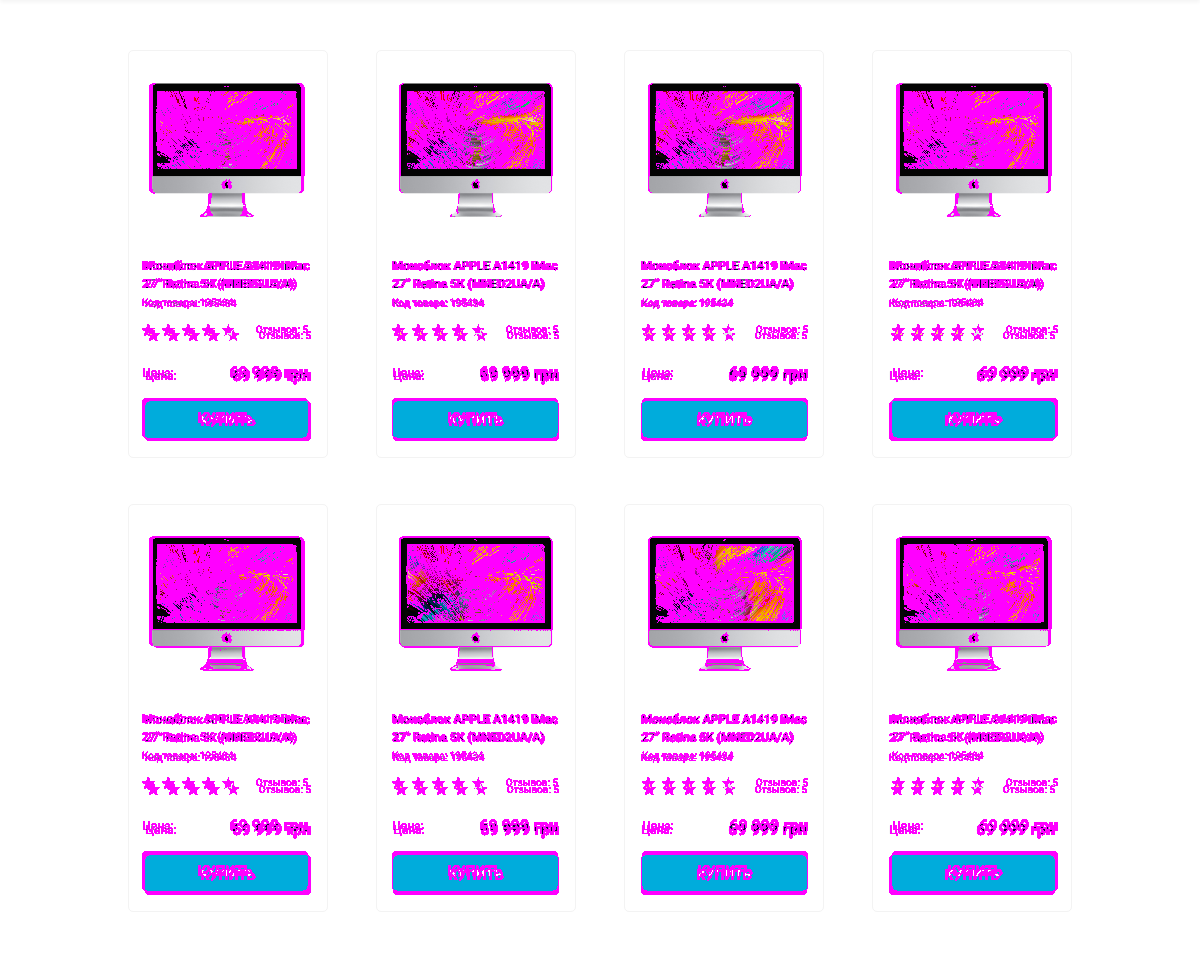 Моноблок APPLE A1419 iMac
27" Retina 5K (MNED2UA/A)
Код товара: 195434
Отзывов: 5
Цена: 69 999 грн
КУПИТЬ
Моноблок APPLE A1419 iMac
27" Retina 5K (MNED2UA/A)
Код товара: 195434
Отзывов: 5
Цена: 69 999 грн
КУПИТЬ
Моноблок APPLE A1419 iMac
27" Retina 5K (MNED2UA/A)
Код товара: 195434
Отзывов: 5
Цена: 69 999 грн
КУПИТЬ
Моноблок APPLE A1419 iMac
27" Retina 5K (MNED2UA/A)
Код товара: 195434
Отзывов: 5
Цена: 69 999 грн
КУПИТЬ
Моноблок APPLE A1419 iMac
27" Retina 5K (MNED2UA/A)
Код товара: 195434
Отзывов: 5
Цена: 69 999 грн
КУПИТЬ
Моноблок APPLE A1419 iMac
27" Retina 5K (MNED2UA/A)
Код товара: 195434
Отзывов: 5
Цена: 69 999 грн
КУПИТЬ
Моноблок APPLE A1419 iMac
27" Retina 5K (MNED2UA/A)
Код товара: 195434
Отзывов: 5
Цена: 69 999 грн
КУПИТЬ
Моноблок APPLE A1419 iMac
27" Retina 5K (MNED2UA/A)
Код товара: 195434
Отзывов: 5
Цена: 69 999 грн
КУПИТЬ